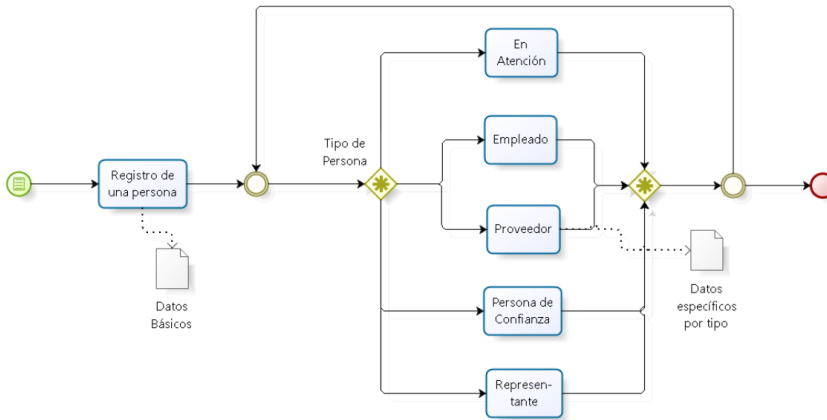 En
Atención
Tipo de
Persona
Empleado
Registro de
una persona
Proveedor
Datos
Básicos
Datos
específicos
por tipo
Persona de
Confianza
Represen-
tante